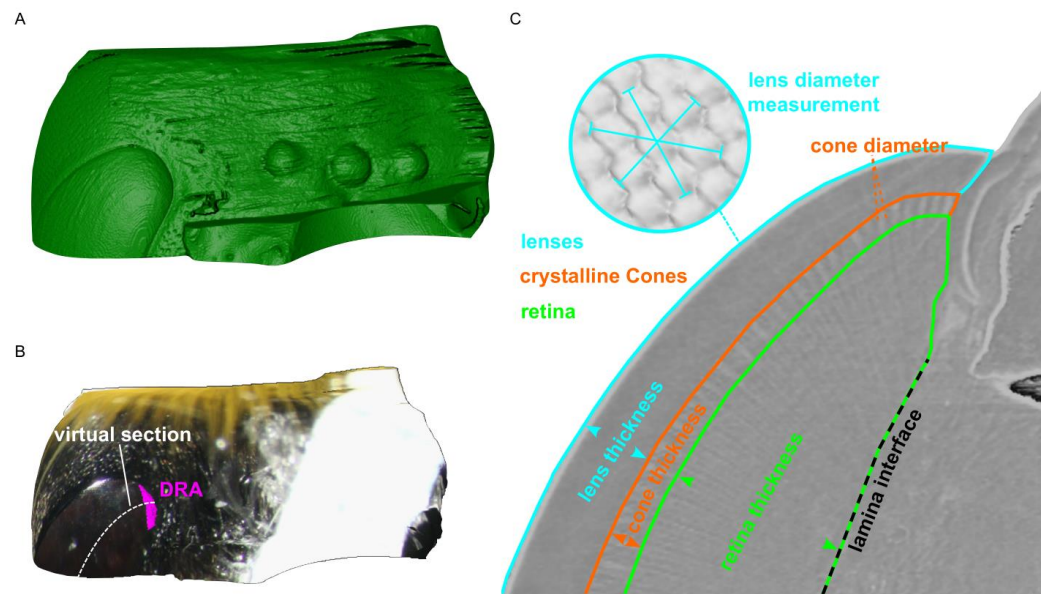 A
B
virtual section
DRA
C
lens diameter
measurement
cone diameter
lenses
crystalline Cones
retina
lens thickness
cone thickness
retina thickness
lamina interface